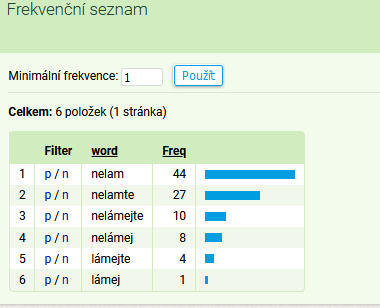 Frekvenční seznam
Minimální frekvence: 1 Použít
Celkem: 6 položek (1 stránka)
Filter word Freq
1 p / n nelam 44
2 p / n nelamte 27
3 p / n nelámejte 10
4 p / n nelámej 8
5 p / n lámejte 4
6 p / n lámej 1